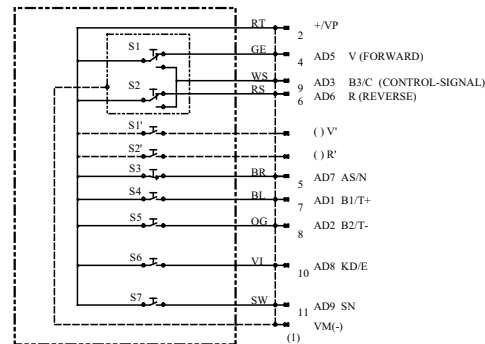 RT 2 +/VP
S1 GE 4 AD5 V (FORWARD)
WS 9 AD3 B3/C (CONTROL-SIGNAL)
S2 RS 6 AD6 R (REVERSE)
S1' ( ) V'
S2' ( ) R'
S3 BR 5 AD7 AS/N
S4 BL 7 AD1 B1/T+
S5 OG 8 AD2 B2/T-
S6 VI 10 AD8 KD/E
S7 SW 11 AD9 SN
VM(-)
(1)